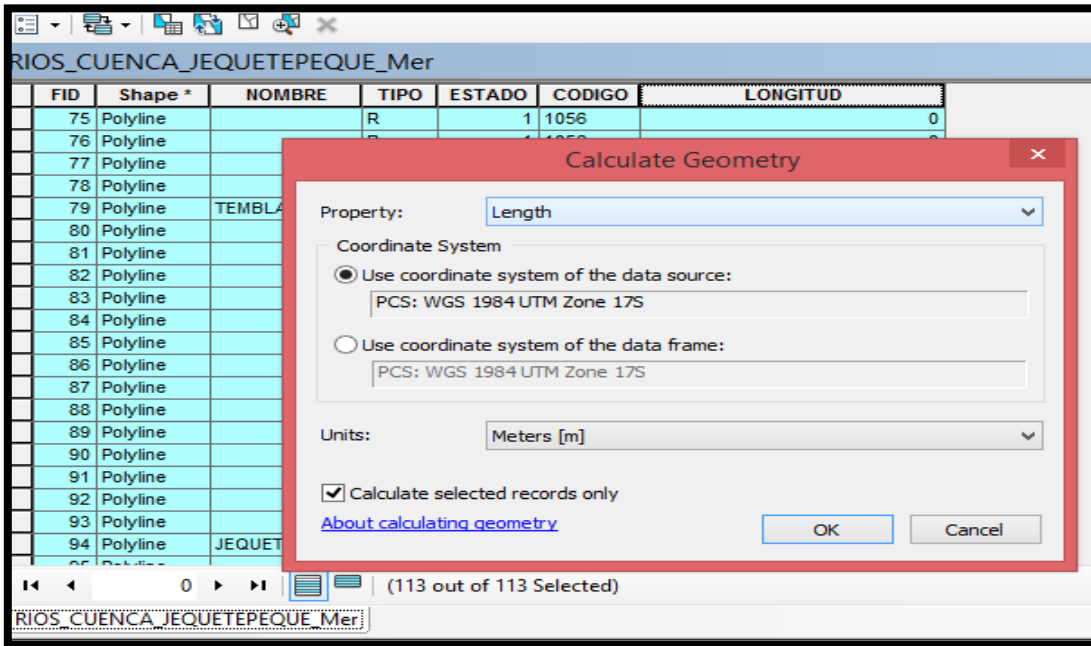 RIOS_CUENCA_JEQUETEPEQUE_Mer
FID Shape * NOMBRE TIPO ESTADO CODIGO LONGITUD
75 Polyline R 1 1056 0
76 Polyline
77 Polyline
78 Polyline
79 Polyline TEMBLA
80 Polyline
81 Polyline
82 Polyline
83 Polyline
84 Polyline
85 Polyline
86 Polyline
87 Polyline
88 Polyline
89 Polyline
90 Polyline
91 Polyline
92 Polyline
93 Polyline
94 Polyline JEQUET
Calculate Geometry
Property: Length
Coordinate System
Use coordinate system of the data source:
PCS: WGS 1984 UTM Zone 17S
Use coordinate system of the data frame:
PCS: WGS 1984 UTM Zone 17S
Units: Meters [m]
Calculate selected records only
About calculating geometry
OK Cancel
0 (113 out of 113 Selected)
RIOS_CUENCA_JEQUETEPEQUE_Mer